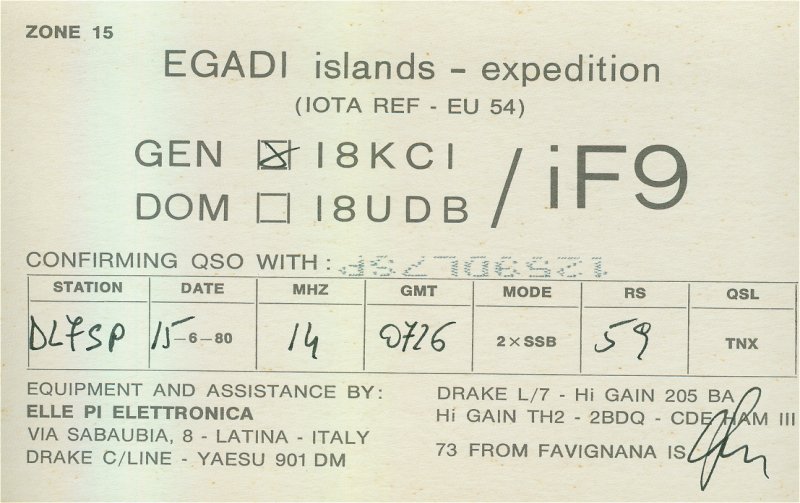 ZONE 15
EGADI islands - expedition
(IOTA REF - EU 54)
GEN I8KCI
DOM I8UDB
/iF9
CONFIRMING QSO WITH:
STATION DATE MHZ GMT MODE RS QSL
DL7SP 15-6-80 14 0726 2×SSB 59 TNX
EQUIPMENT AND ASSISTANCE BY:
ELLE PI ELETTRONICA
VIA SABAUBIA, 8 - LATINA - ITALY
DRAKE C/LINE - YAESU 901 DM
DRAKE L/7 - Hi GAIN 205 BA
Hi GAIN TH2 - 2BDQ - CDE HAM III
73 FROM FAVIGNANA IS.